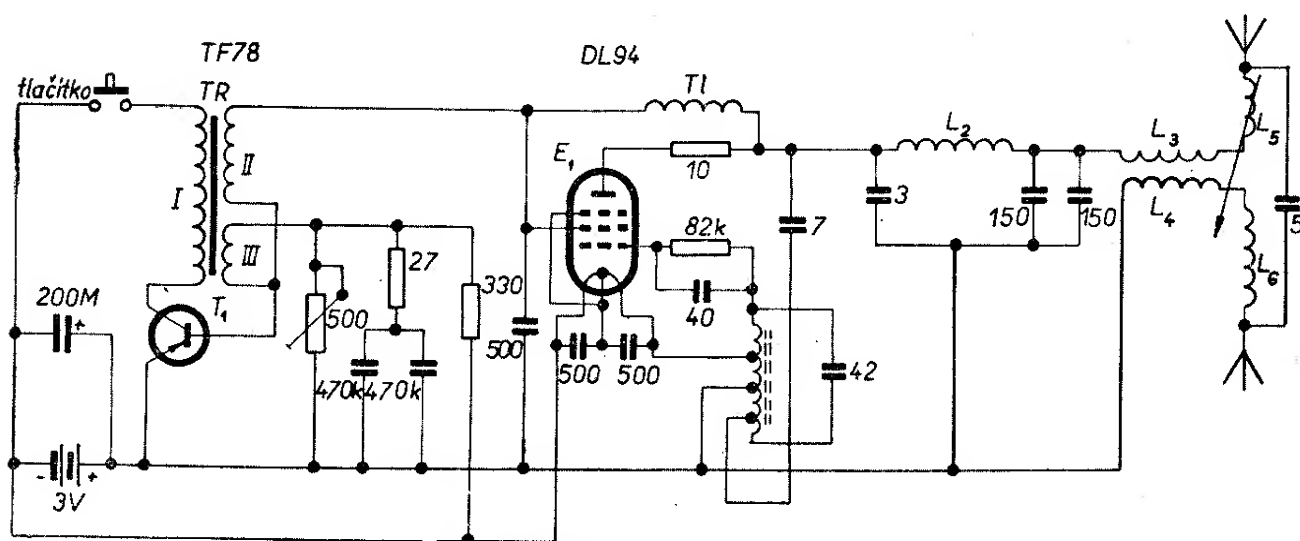 TF78
DL94
tlačítko
TR
Tl
I
II
III
E₁
10
L₂
L₃
L₄
L₅
L₆
5
3
150
150
7
82k
40
42
200M
+
T₁
500
27
330
470k
470k
500
500
500
- +
3V